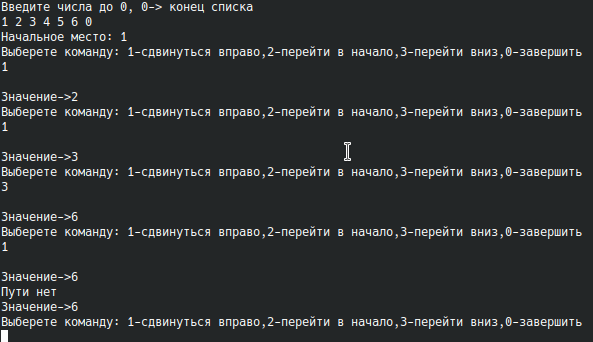 Введите числа до 0, 0-> конец списка
1 2 3 4 5 6 0
Начальное место: 1
Выберете команду: 1-сдвинуться вправо,2-перейти в начало,3-перейти вниз,0-завершить
1
Значение->2
Выберете команду: 1-сдвинуться вправо,2-перейти в начало,3-перейти вниз,0-завершить
1
Значение->3
Выберете команду: 1-сдвинуться вправо,2-перейти в начало,3-перейти вниз,0-завершить
3
Значение->6
Выберете команду: 1-сдвинуться вправо,2-перейти в начало,3-перейти вниз,0-завершить
1
Значение->6
Пути нет
Значение->6
Выберете команду: 1-сдвинуться вправо,2-перейти в начало,3-перейти вниз,0-завершить